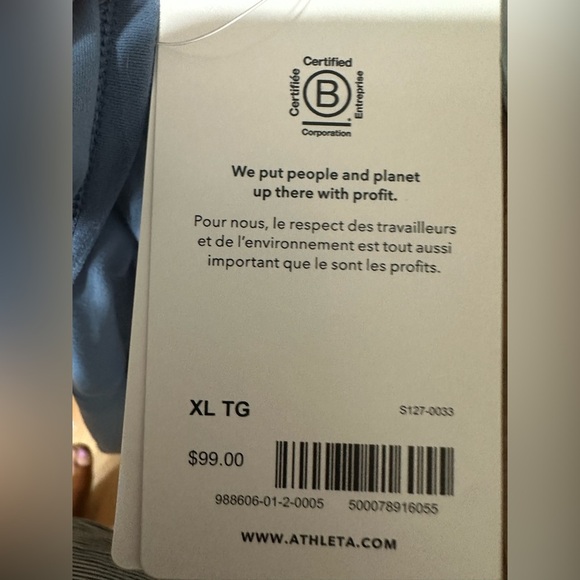 Certified
Certifiée
B
Entreprise
Corporation
We put people and planet
up there with profit.
Pour nous, le respect des travailleurs
et de l'environnement est tout aussi
important que le sont les profits.
XL TG
S127-0033
$99.00
988606-01-2-0005 500078916055
WWW.ATHLETA.COM